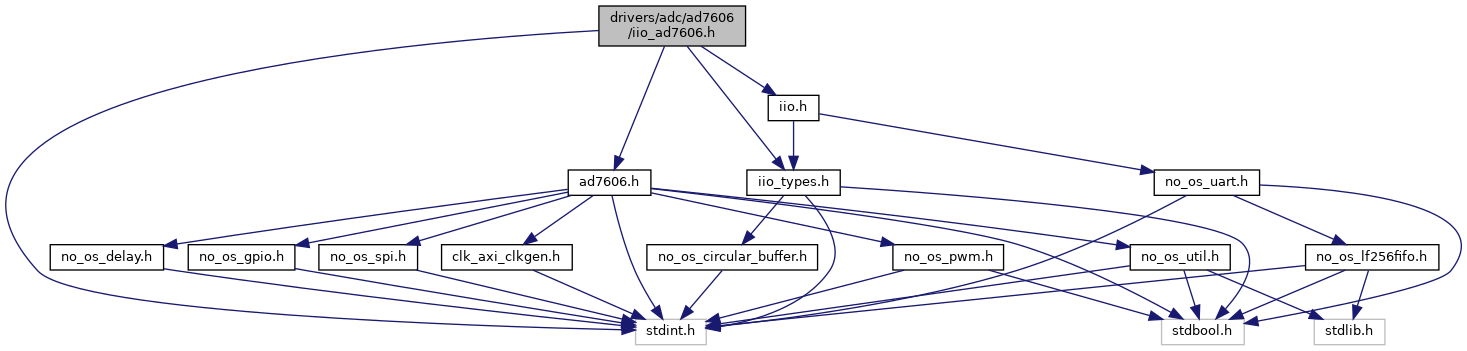 drivers/adc/ad7606
/iio_ad7606.h
iio.h
ad7606.h
iio_types.h
no_os_uart.h
no_os_delay.h
no_os_gpio.h
no_os_spi.h
clk_axi_clkgen.h
no_os_circular_buffer.h
no_os_pwm.h
no_os_util.h
no_os_lf256fifo.h
stdint.h
stdbool.h
stdlib.h